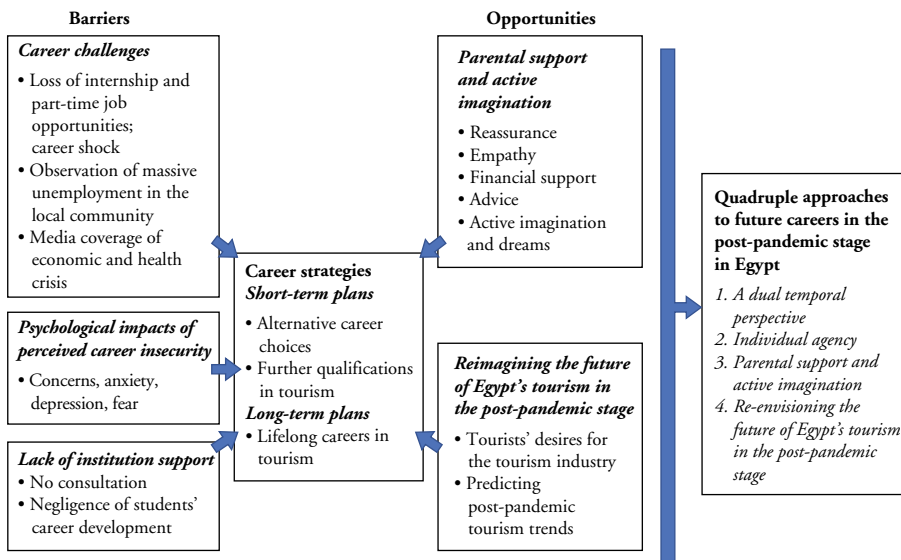 Barriers
Career challenges
• Loss of internship and
part-time job
opportunities;
career shock
• Observation of massive
unemployment in the
local community
• Media coverage of
economic and health
crisis
Psychological impacts of
perceived career insecurity
• Concerns, anxiety,
depression, fear
Lack of institution support
• No consultation
• Negligence of students’
career development
Career strategies
Short-term plans
• Alternative career
choices
• Further qualifications
in tourism
Long-term plans
• Lifelong careers in
tourism
Opportunities
Parental support
and active
imagination
• Reassurance
• Empathy
• Financial support
• Advice
• Active imagination
and dreams
Reimagining the future
of Egypt’s tourism in
the post-pandemic stage
• Tourists’ desires for
the tourism industry
• Predicting
post-pandemic
tourism trends
Quadruple approaches
to future careers in the
post-pandemic stage
in Egypt
1. A dual temporal
perspective
2. Individual agency
3. Parental support and
active imagination
4. Re-envisioning the
future of Egypt’s tourism
in the post-pandemic
stage